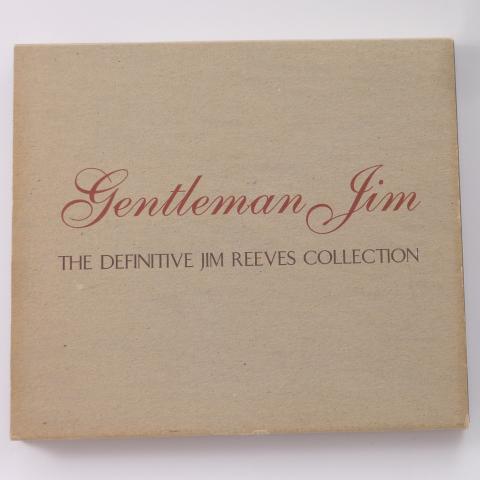 Gentleman Jim
THE DEFINITIVE JIM REEVES COLLECTION